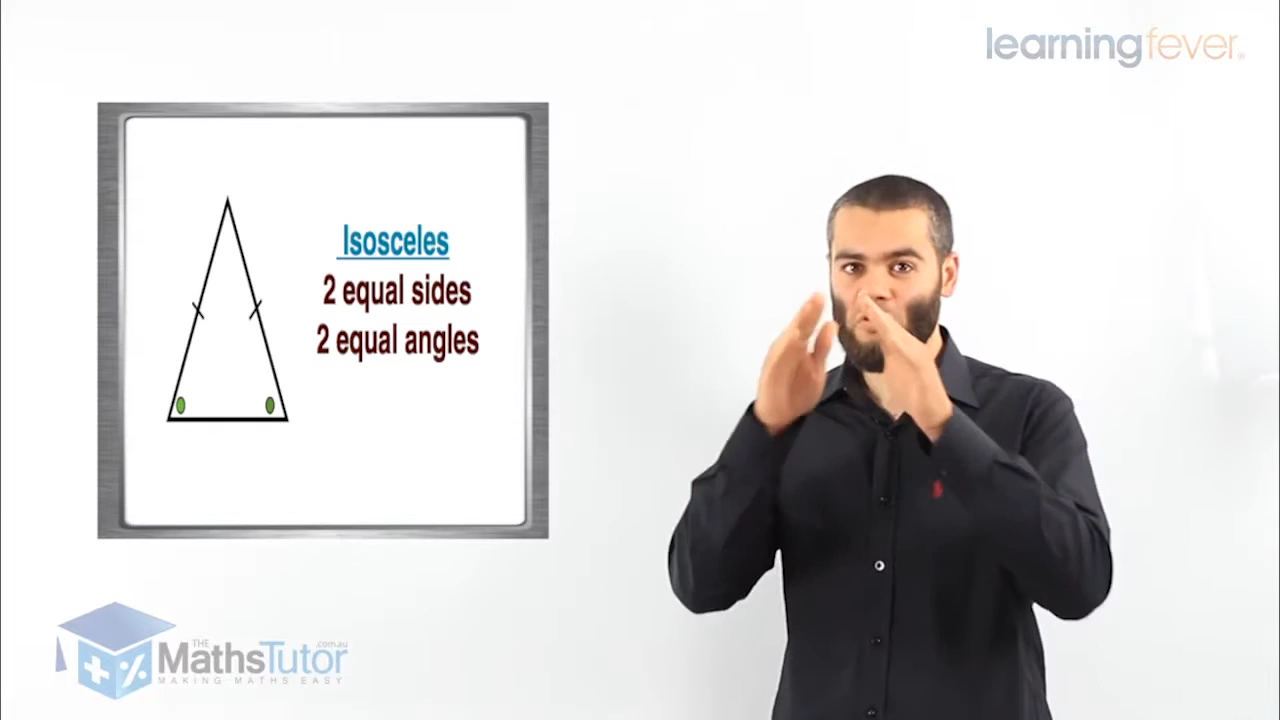 learningfever®
Isosceles
2 equal sides
2 equal angles
THE
.com.au
MathsTutor
MAKING MATHS EASY